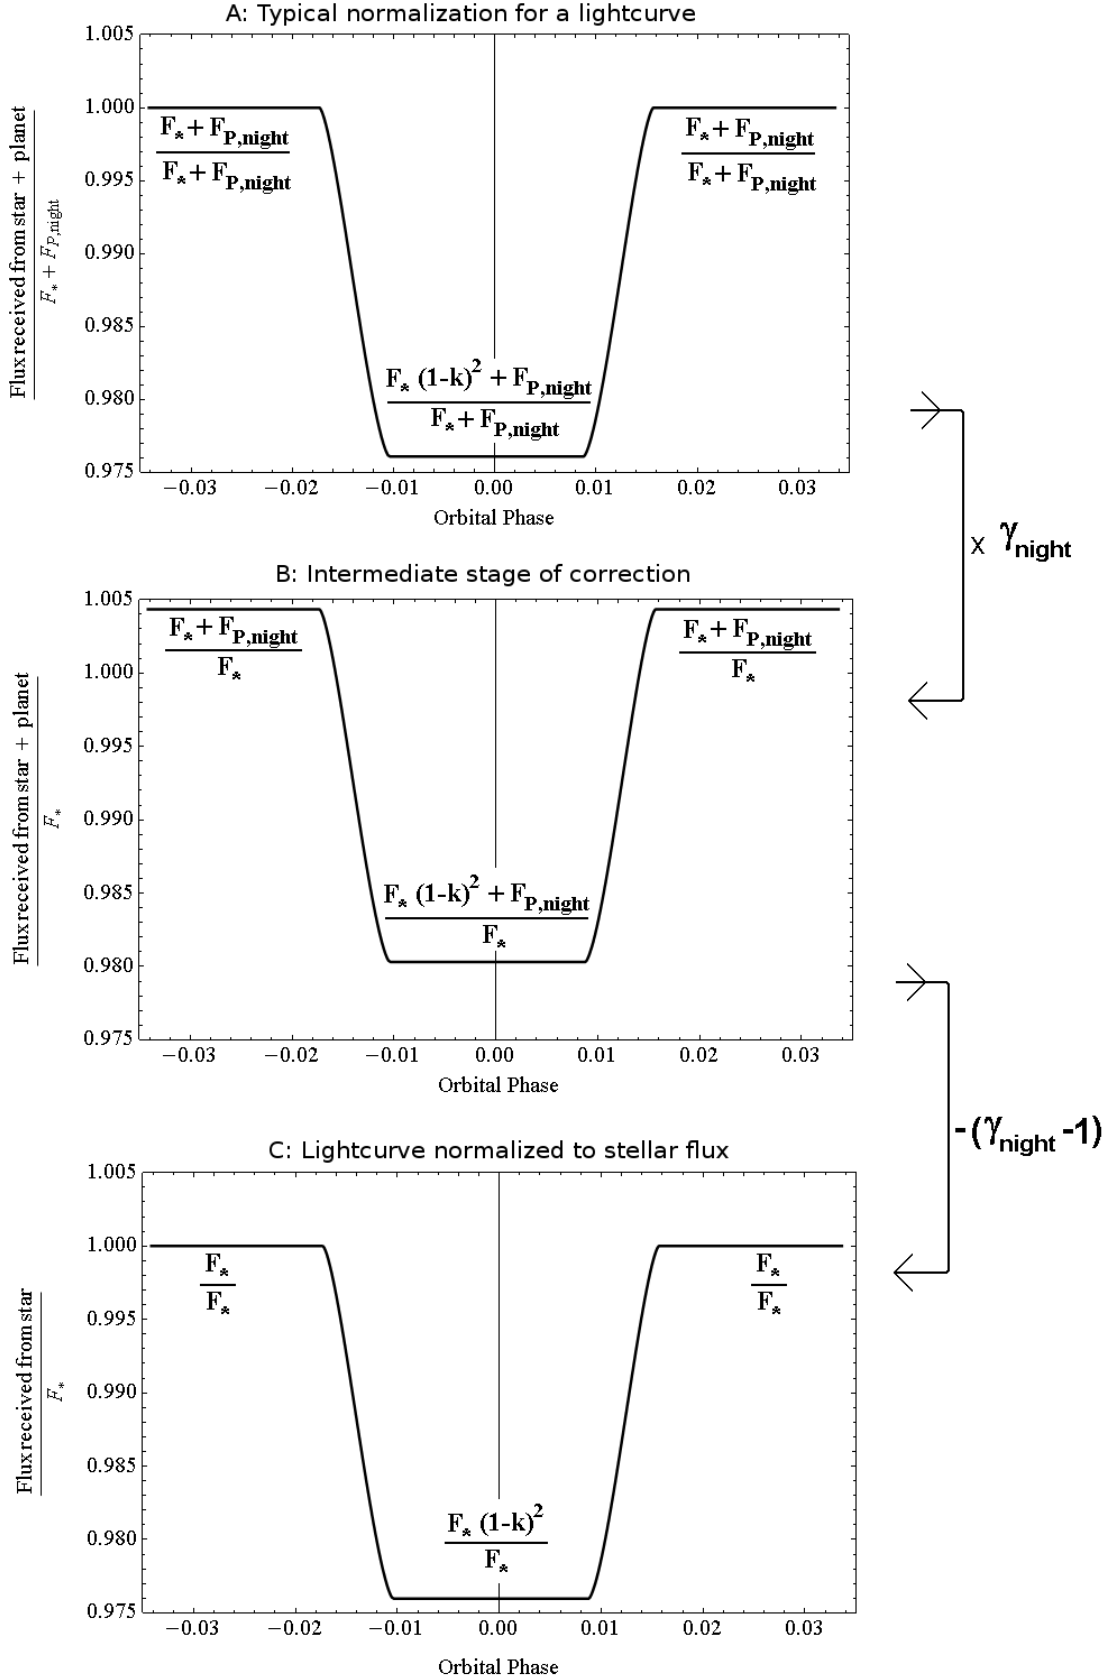 A: Typical normalization for a lightcurve
Flux received from star + planet
F* + FP,night
1.005
1.000
0.995
0.990
0.985
0.980
0.975
F* + FP,night
F* + FP,night
F* + FP,night
F* + FP,night
F* (1-k)² + FP,night
F* + FP,night
−0.03 −0.02 −0.01 0.00 0.01 0.02 0.03
Orbital Phase
x γnight
B: Intermediate stage of correction
Flux received from star + planet
F*
1.005
1.000
0.995
0.990
0.985
0.980
0.975
F* + FP,night
F*
F* + FP,night
F*
F* (1-k)² + FP,night
F*
−0.03 −0.02 −0.01 0.00 0.01 0.02 0.03
Orbital Phase
-(γnight -1)
C: Lightcurve normalized to stellar flux
Flux received from star
F*
1.005
1.000
0.995
0.990
0.985
0.980
0.975
F*
F*
F*
F*
F* (1-k)²
F*
−0.03 −0.02 −0.01 0.00 0.01 0.02 0.03
Orbital Phase